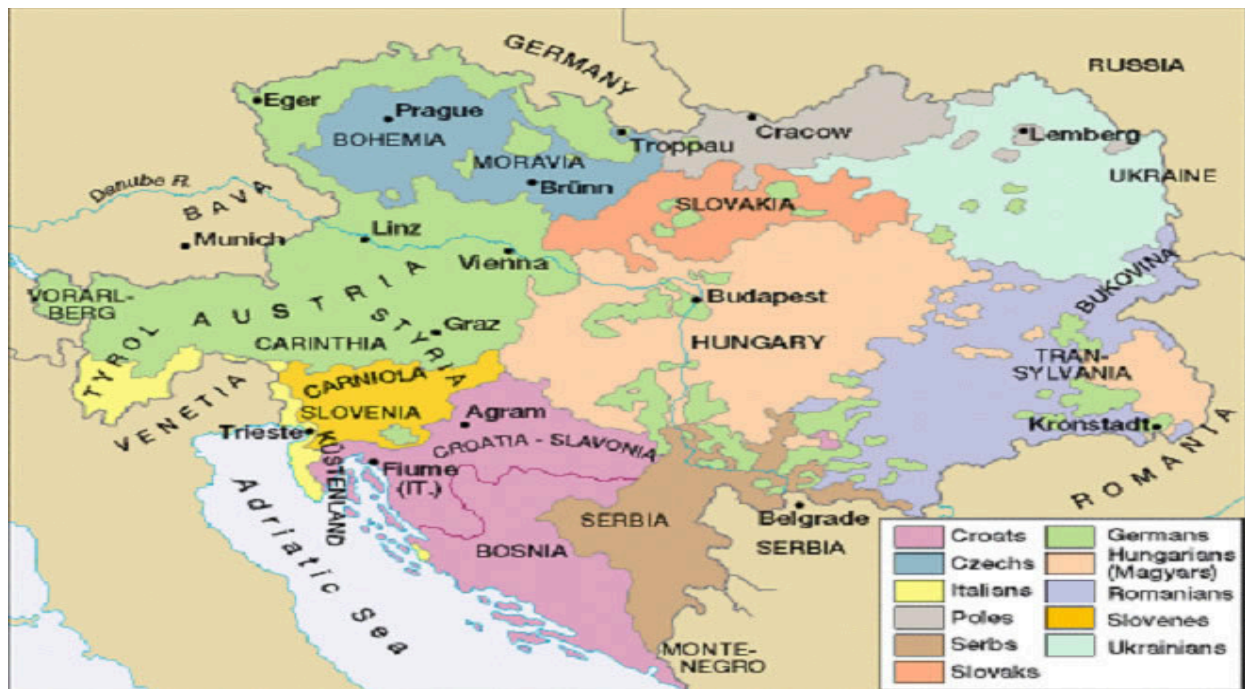 GERMANY
RUSSIA
Eger
Prague
BOHEMIA
Troppau
Cracow
Lemberg
MORAVIA
Brünn
UKRAINE
Danube R.
BAVA
Munich
SLOVAKIA
Linz
Vienna
VORARL-
BERG
TYROL
AUSTRIA
STYRIA
Graz
CARINTHIA
Budapest
HUNGARY
BUKOVINA
TRAN-
SYLVANIA
Kronstadt
ROMANIA
VENETIA
CARNIOLA
SLOVENIA
Trieste
KÜSTENLAND
Agram
CROATIA - SLAVONIA
Fiume
(IT.)
Adriatic Sea
BOSNIA
SERBIA
Belgrade
SERBIA
MONTE-
NEGRO
Croats
Czechs
Italians
Poles
Serbs
Slovaks
Germans
Hungarians
(Magyars)
Romanians
Slovenes
Ukrainians